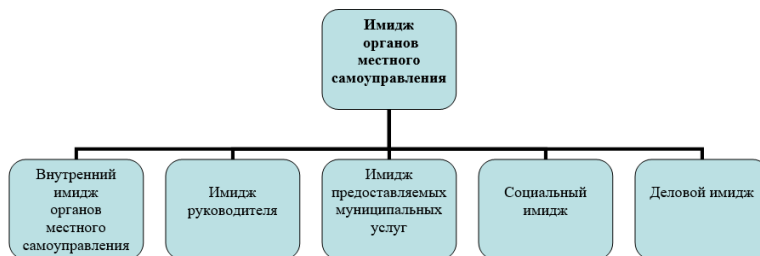 Имидж
органов
местного
самоуправления
Внутренний
имидж
органов
местного
самоуправления
Имидж
руководителя
Имидж
предоставляемых
муниципальных
услуг
Социальный
имидж
Деловой имидж